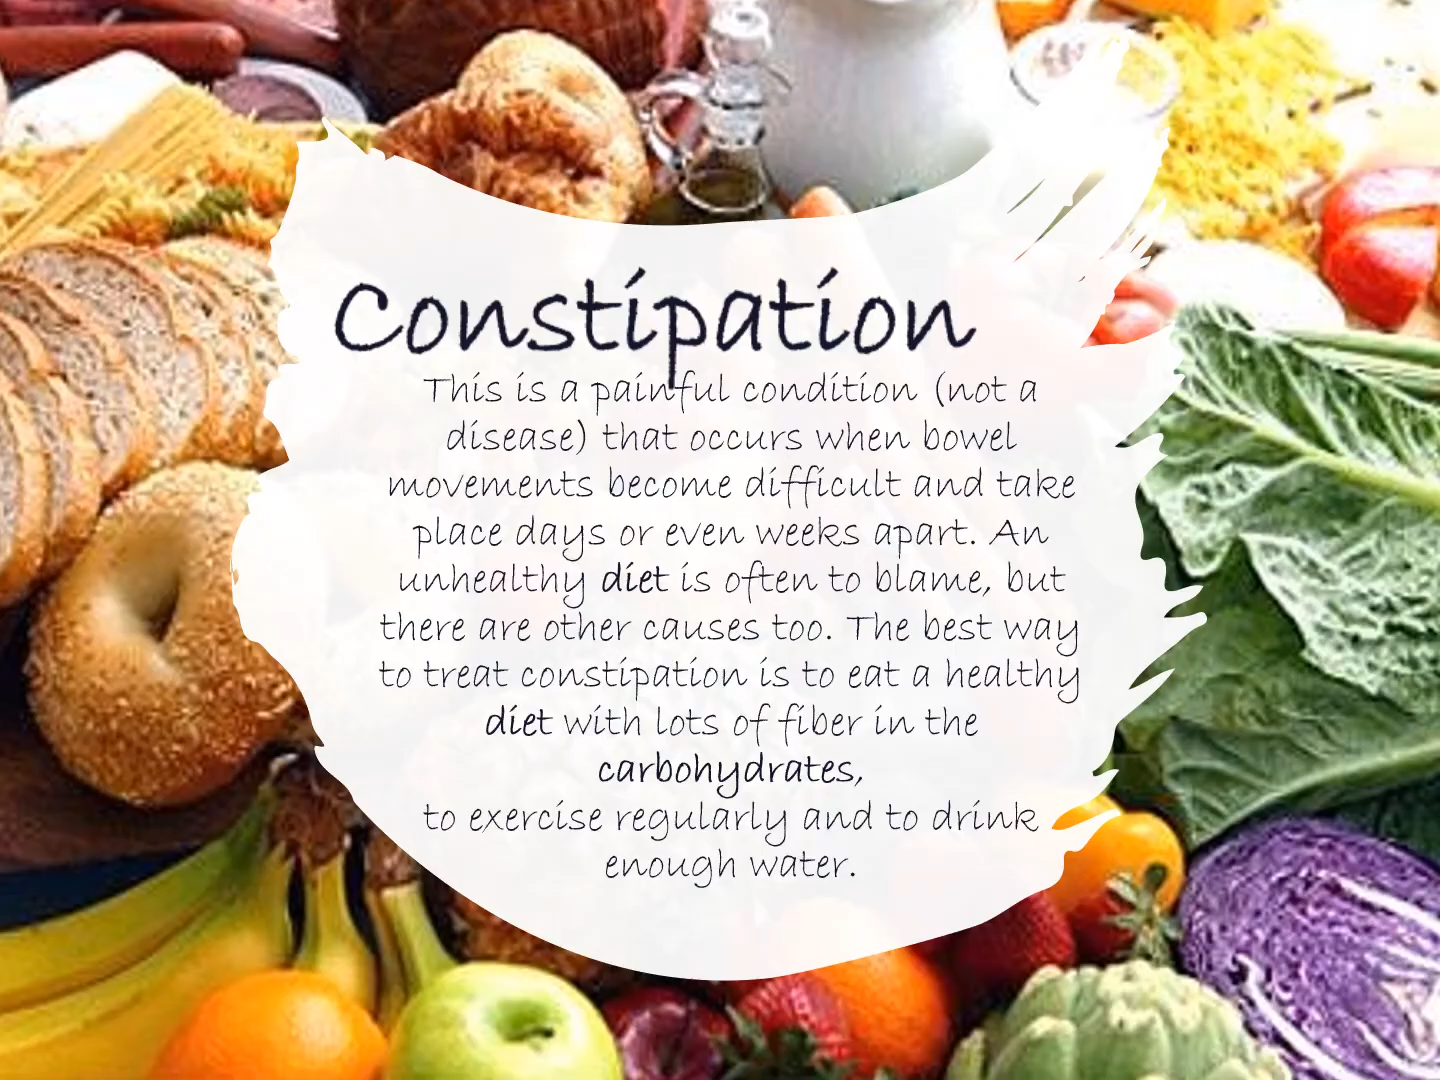 Constipation
This is a painful condition (not a
disease) that occurs when bowel
movements become difficult and take
place days or even weeks apart. An
unhealthy diet is often to blame, but
there are other causes too. The best way
to treat constipation is to eat a healthy
diet with lots of fiber in the
carbohydrates,
to exercise regularly and to drink
enough water.